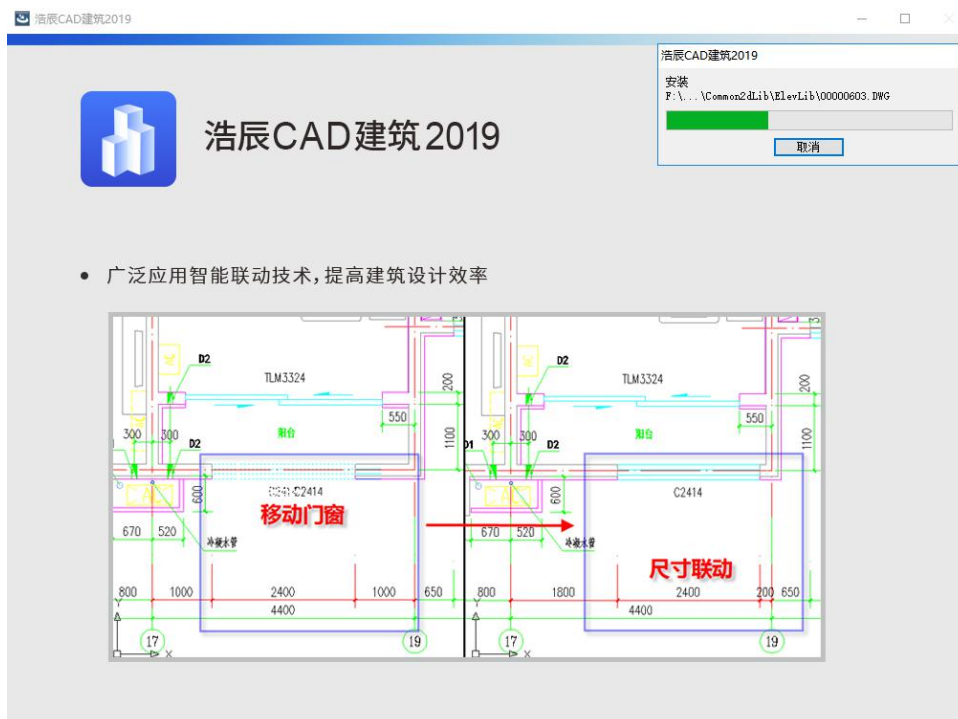 浩辰CAD建筑2019
浩辰CAD建筑2019
安装
F:\...\Common2dLib\ElevLib\00000603.DWG
取消
浩辰CAD建筑2019
广泛应用智能联动技术,提高建筑设计效率
AC
D2
TLM3324
200
550
300
300
D2
阳台
1100
CAD
600
C2414
移动门窗
670
520
冷凝水管
800
1000
2400
1000
650
4400
Y
17
19
X
AC
D2
TLM3324
200
550
D1
300
300
D2
阳台
1100
CAD
600
C2414
670
520
冷凝水管
尺寸联动
800
1800
2400
200
650
4400
17
19
X